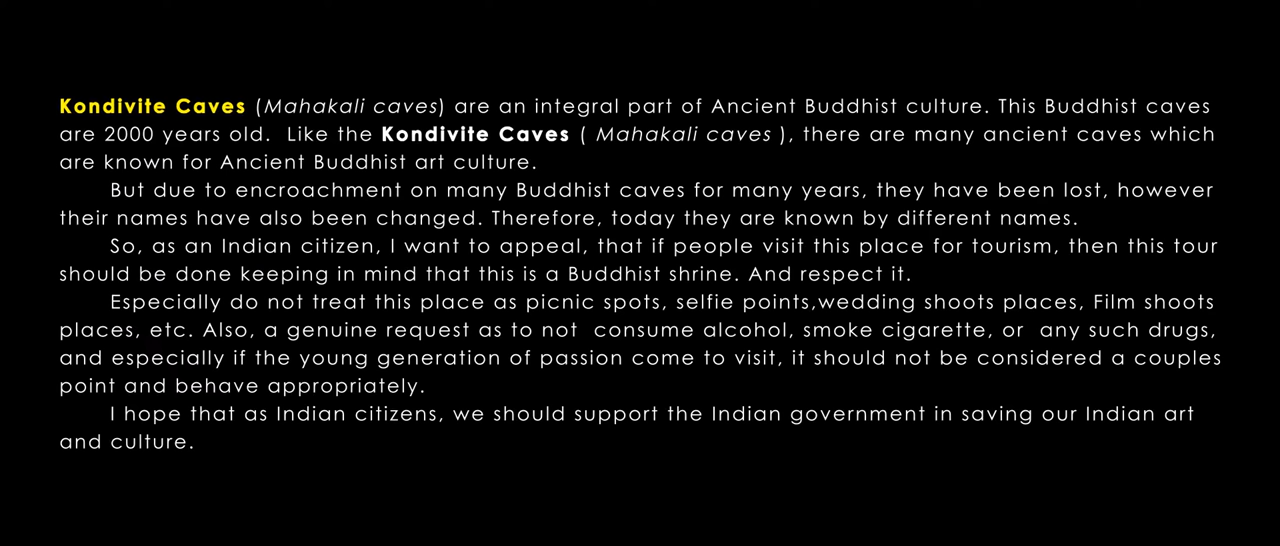 Kondivite Caves (Mahakali caves) are an integral part of Ancient Buddhist culture. This Buddhist caves
are 2000 years old.  Like the Kondivite Caves ( Mahakali caves ), there are many ancient caves which
are known for Ancient Buddhist art culture.
But due to encroachment on many Buddhist caves for many years, they have been lost, however
their names have also been changed. Therefore, today they are known by different names.
So, as an Indian citizen, I want to appeal, that if people visit this place for tourism, then this tour
should be done keeping in mind that this is a Buddhist shrine. And respect it.
Especially do not treat this place as picnic spots, selfie points,wedding shoots places, Film shoots
places, etc. Also, a genuine request as to not  consume alcohol, smoke cigarette, or  any such drugs,
and especially if the young generation of passion come to visit, it should not be considered a couples
point and behave appropriately.
I hope that as Indian citizens, we should support the Indian government in saving our Indian art
and culture.